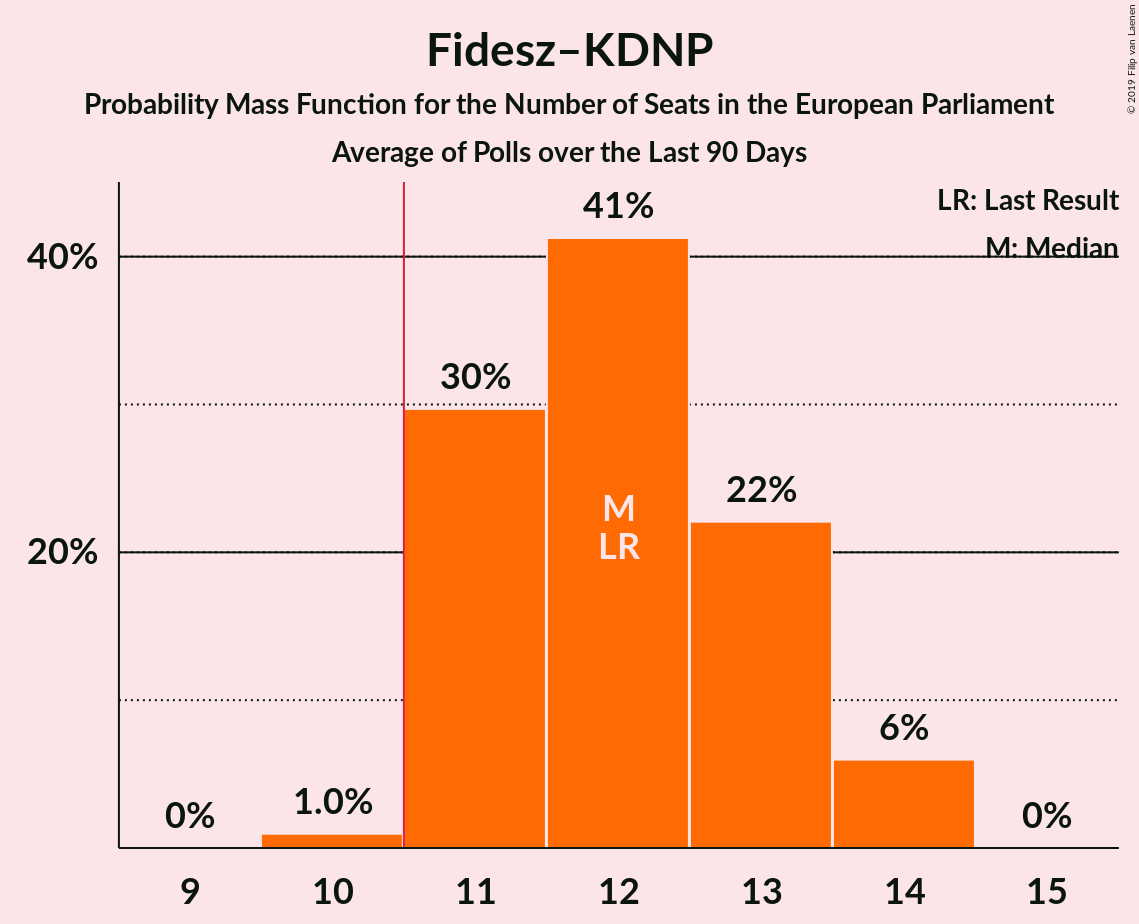 Fidesz–KDNP
Probability Mass Function for the Number of Seats in the European Parliament
Average of Polls over the Last 90 Days
© 2019 Filip van Laenen
LR: Last Result
M: Median
41%
40%
30%
22%
M
LR
20%
6%
1.0%
0%
0%
9
10
11
12
13
14
15